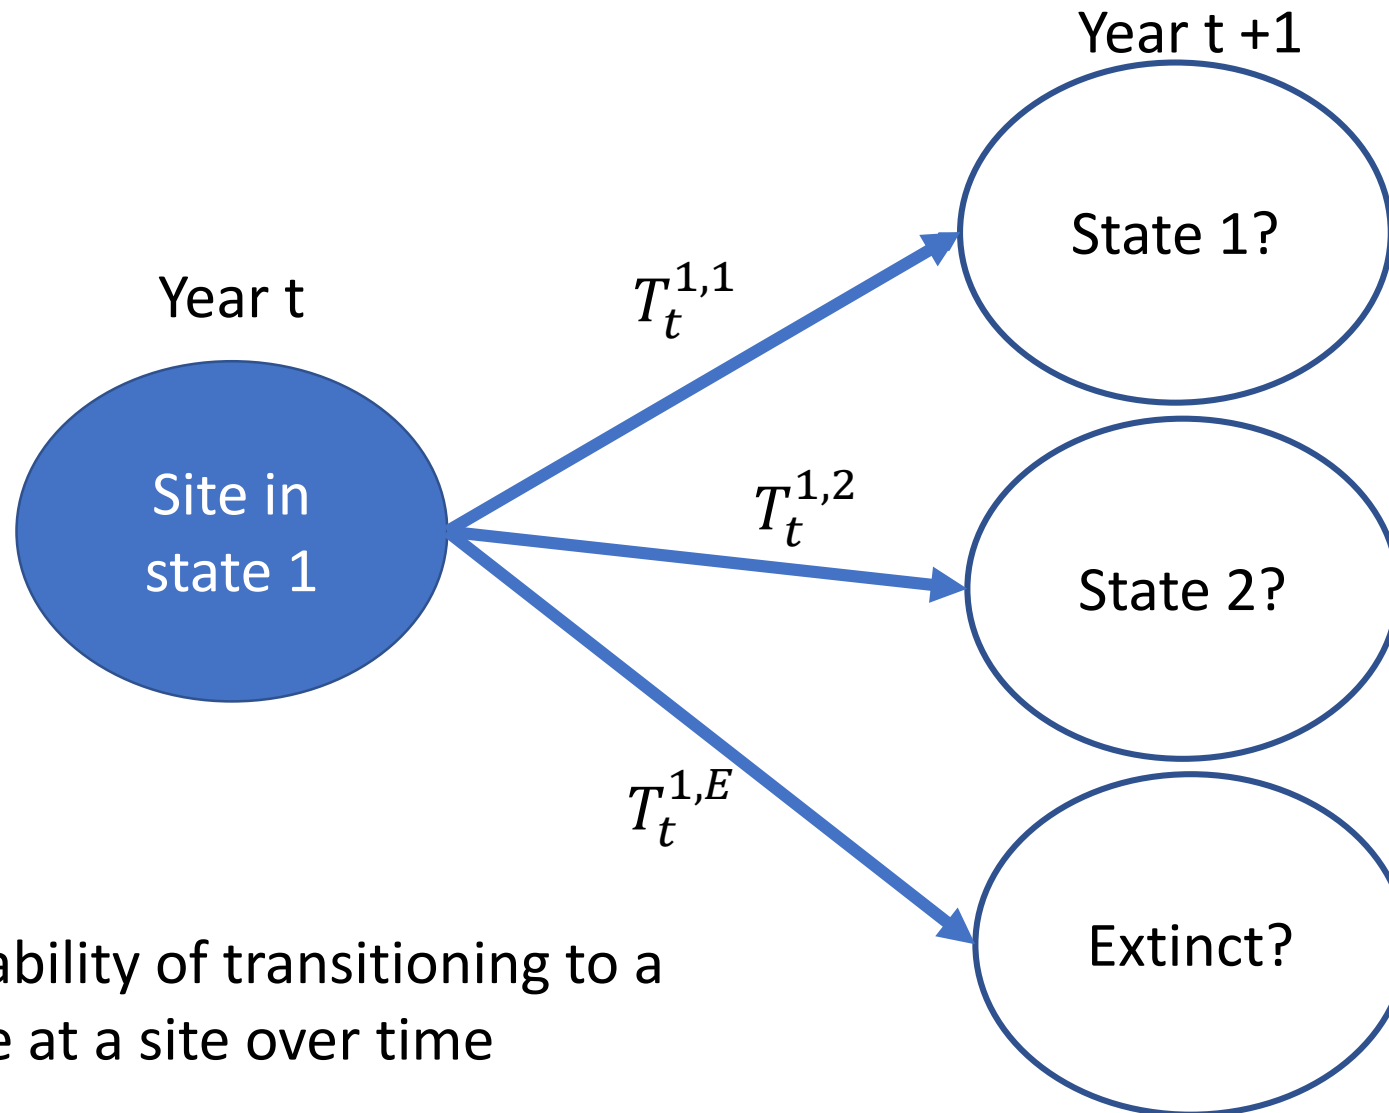 Year t +1
State 1?
Year t
$T_t^{1,1}$
Site in
state 1
$T_t^{1,2}$
State 2?
$T_t^{1,E}$
Extinct?
ability of transitioning to a
e at a site over time